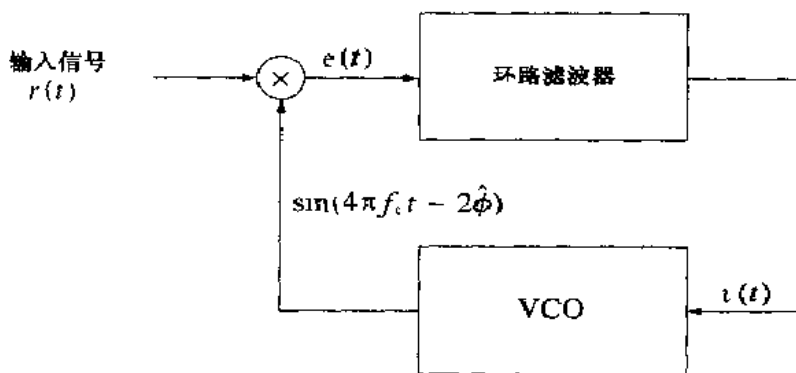 输入信号
r(t)
×
e(t)
环路滤波器
sin(4πf_c t − 2φ̂)
VCO
v(t)